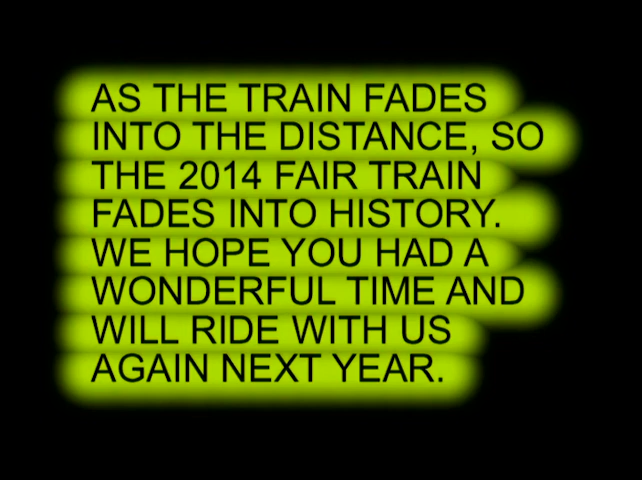 AS THE TRAIN FADES
INTO THE DISTANCE, SO
THE 2014 FAIR TRAIN
FADES INTO HISTORY.
WE HOPE YOU HAD A
WONDERFUL TIME AND
WILL RIDE WITH US
AGAIN NEXT YEAR.